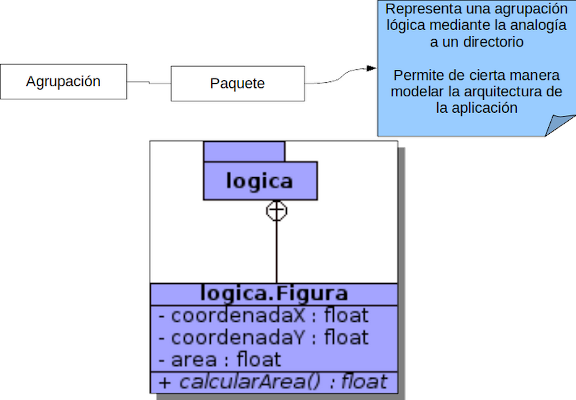 Agrupación
Paquete
Representa una agrupación
lógica mediante la analogía
a un directorio
Permite de cierta manera
modelar la arquitectura de
la aplicación
logica
logica.Figura
- coordenadaX : float
- coordenadaY : float
- area : float
+ calcularArea() : float